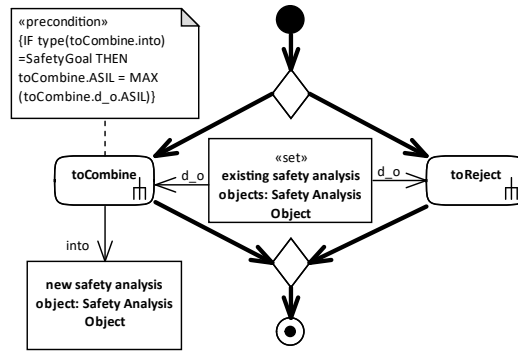 «precondition»
{IF type(toCombine.into)
=SafetyGoal THEN
toCombine.ASIL = MAX
(toCombine.d_o.ASIL)}
toCombine
d_o
«set»
existing safety analysis
objects: Safety Analysis
Object
d_o
toReject
into
new safety analysis
object: Safety Analysis
Object